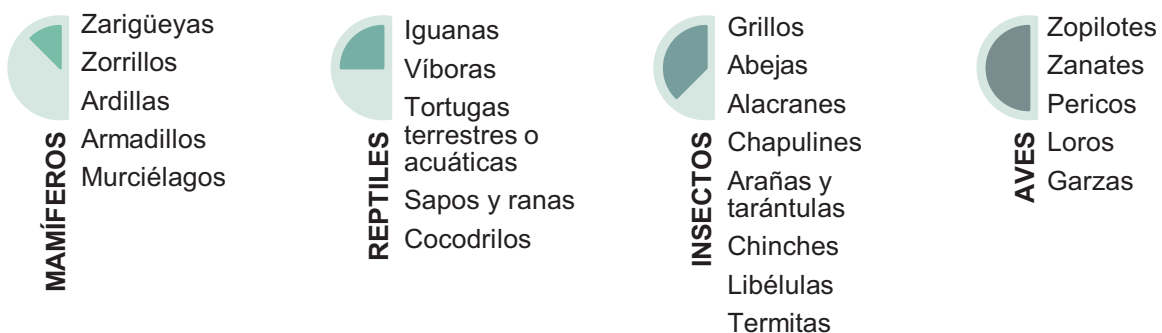 MAMÍFEROS
Zarigüeyas
Zorrillos
Ardillas
Armadillos
Murciélagos
REPTILES
Iguanas
Víboras
Tortugas
terrestres o
acuáticas
Sapos y ranas
Cocodrilos
INSECTOS
Grillos
Abejas
Alacranes
Chapulines
Arañas y
tarántulas
Chinches
Libélulas
Termitas
AVES
Zopilotes
Zanates
Pericos
Loros
Garzas